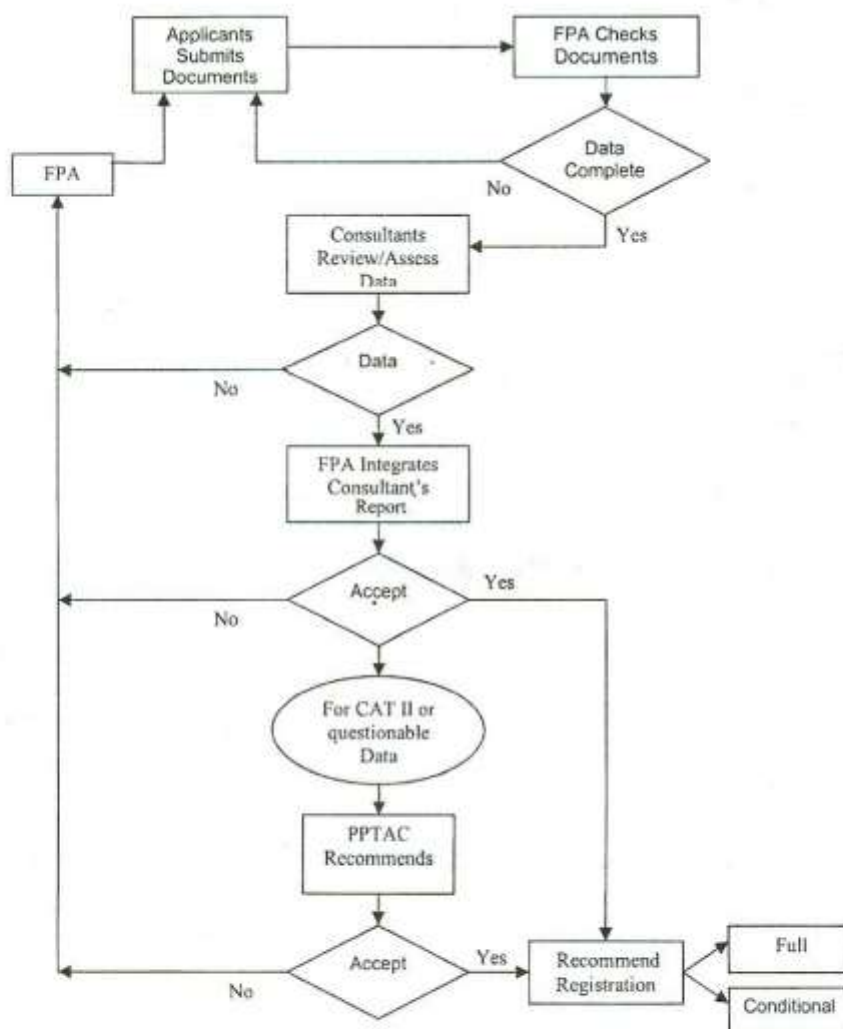 Applicants
Submits
Documents
FPA Checks
Documents
Data
Complete
No
Yes
FPA
Consultants
Review/Assess
Data
Data
No
Yes
FPA Integrates
Consultant's
Report
Accept
Yes
No
For CAT II or
questionable
Data
PPTAC
Recommends
Accept
Yes
No
Recommend
Registration
Full
Conditional